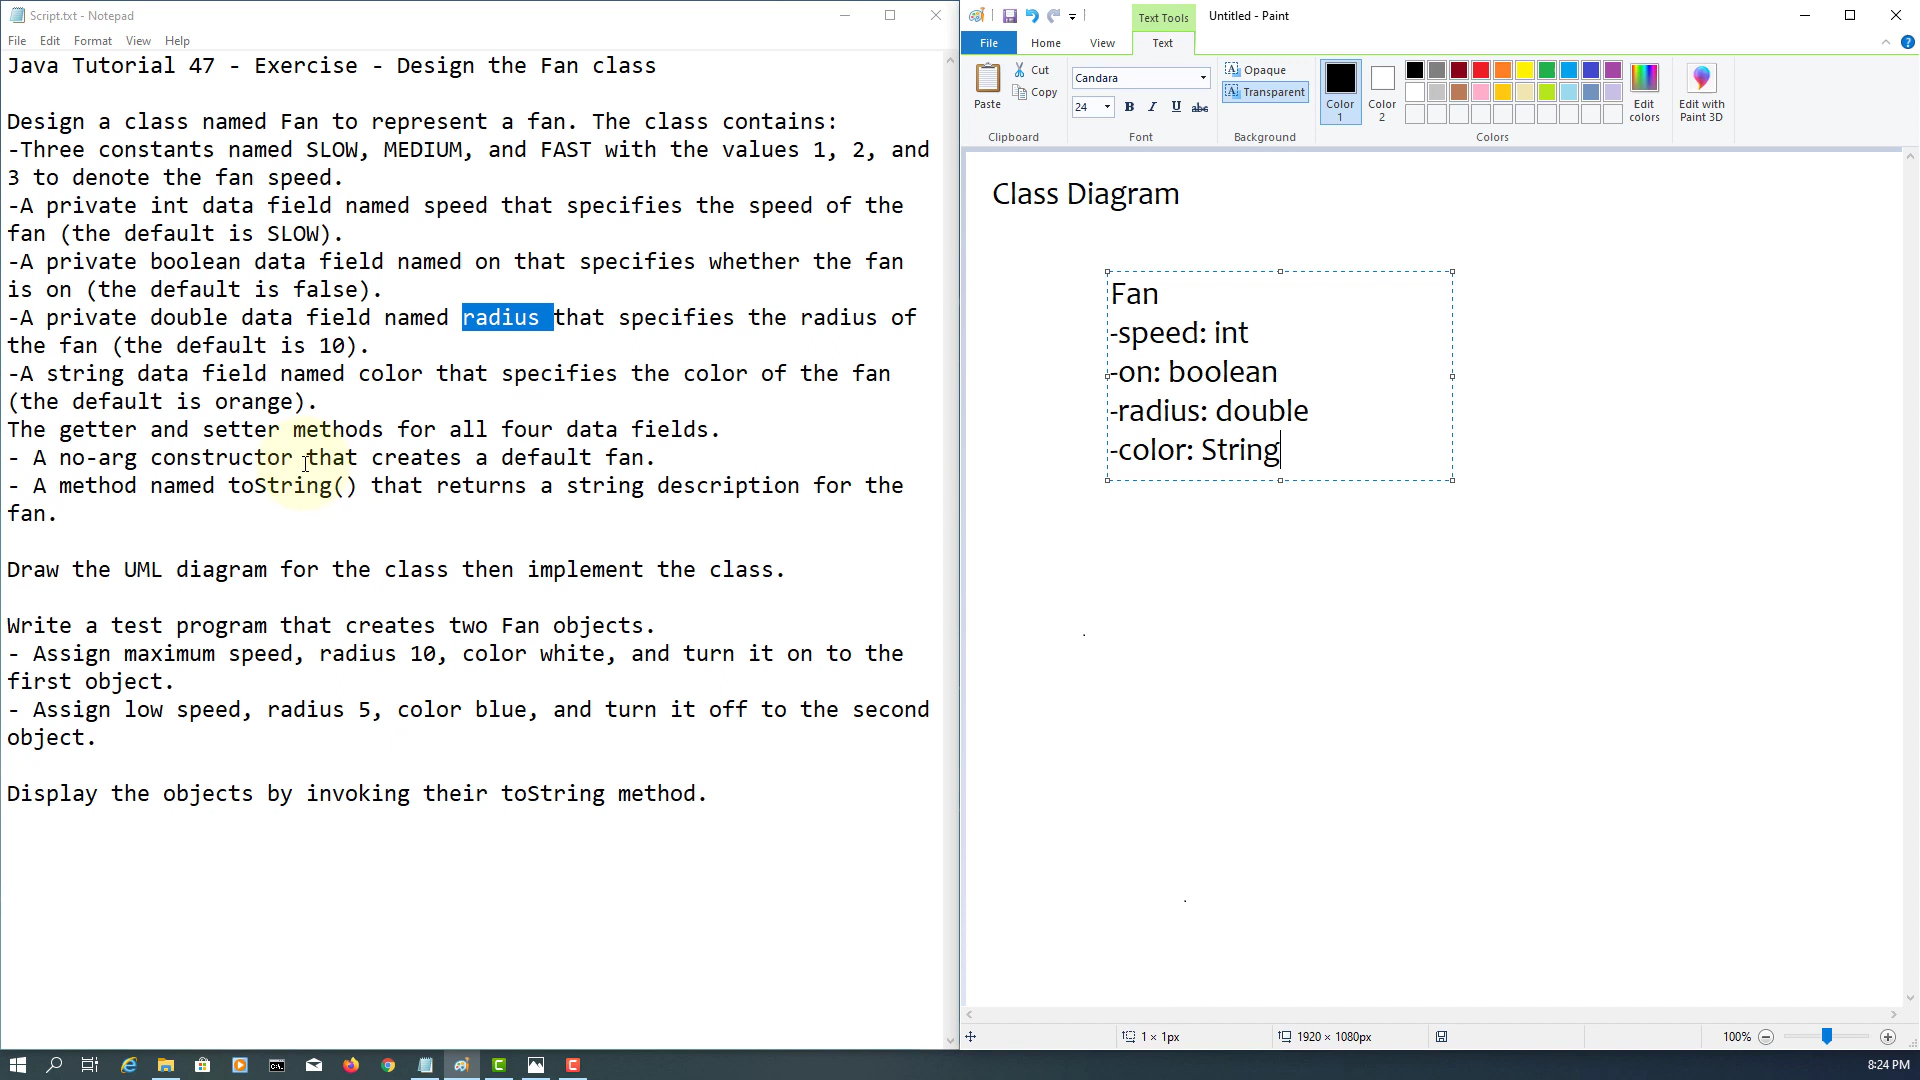 Script.txt - Notepad
File Edit Format View Help
Java Tutorial 47 - Exercise - Design the Fan class
Design a class named Fan to represent a fan. The class contains:
-Three constants named SLOW, MEDIUM, and FAST with the values 1, 2, and
3 to denote the fan speed.
-A private int data field named speed that specifies the speed of the
fan (the default is SLOW).
-A private boolean data field named on that specifies whether the fan
is on (the default is false).
-A private double data field named radius that specifies the radius of
the fan (the default is 10).
-A string data field named color that specifies the color of the fan
(the default is orange).
The getter and setter methods for all four data fields.
- A no-arg constructor that creates a default fan.
- A method named toString() that returns a string description for the
fan.
Draw the UML diagram for the class then implement the class.
Write a test program that creates two Fan objects.
- Assign maximum speed, radius 10, color white, and turn it on to the
first object.
- Assign low speed, radius 5, color blue, and turn it off to the second
object.
Display the objects by invoking their toString method.
Text Tools
Untitled - Paint
File Home View Text
Paste
Cut
Copy
Clipboard
Candara
24 B I U abc
Font
Opaque
Transparent
Background
Color
1
Color
2
Edit
colors
Colors
Edit with
Paint 3D
Class Diagram
Fan
-speed: int
-on: boolean
-radius: double
-color: String
1 × 1px
1920 × 1080px
100%
8:24 PM